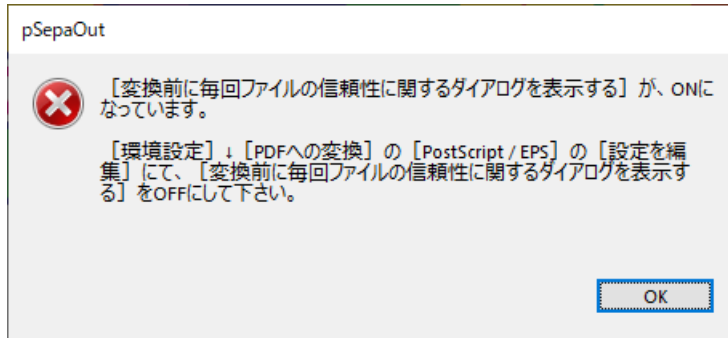 pSepaOut
［変換前に毎回ファイルの信頼性に関するダイアログを表示する］が、ONに
なっています。
［環境設定］↓［PDFへの変換］の［PostScript / EPS］の［設定を編
集］にて、［変換前に毎回ファイルの信頼性に関するダイアログを表示す
る］をOFFにして下さい。
OK